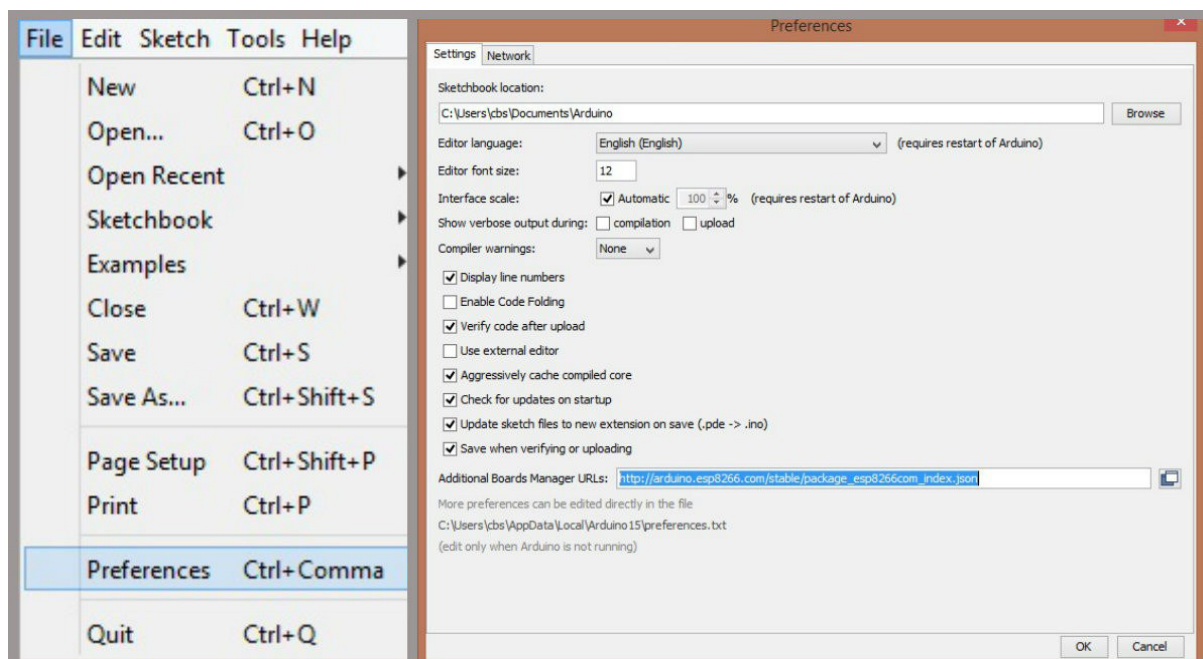 File Edit Sketch Tools Help
New Ctrl+N
Open... Ctrl+O
Open Recent
Sketchbook
Examples
Close Ctrl+W
Save Ctrl+S
Save As... Ctrl+Shift+S
Page Setup Ctrl+Shift+P
Print Ctrl+P
Preferences Ctrl+Comma
Quit Ctrl+Q
Preferences
Settings Network
Sketchbook location:
C:\Users\cbs\Documents\Arduino Browse
Editor language: English (English) (requires restart of Arduino)
Editor font size: 12
Interface scale: Automatic 100 % (requires restart of Arduino)
Show verbose output during: compilation upload
Compiler warnings: None
Display line numbers
Enable Code Folding
Verify code after upload
Use external editor
Aggressively cache compiled core
Check for updates on startup
Update sketch files to new extension on save (.pde -> .ino)
Save when verifying or uploading
Additional Boards Manager URLs: http://arduino.esp8266.com/stable/package_esp8266com_index.json
More preferences can be edited directly in the file
C:\Users\cbs\AppData\Local\Arduino15\preferences.txt
(edit only when Arduino is not running)
OK Cancel